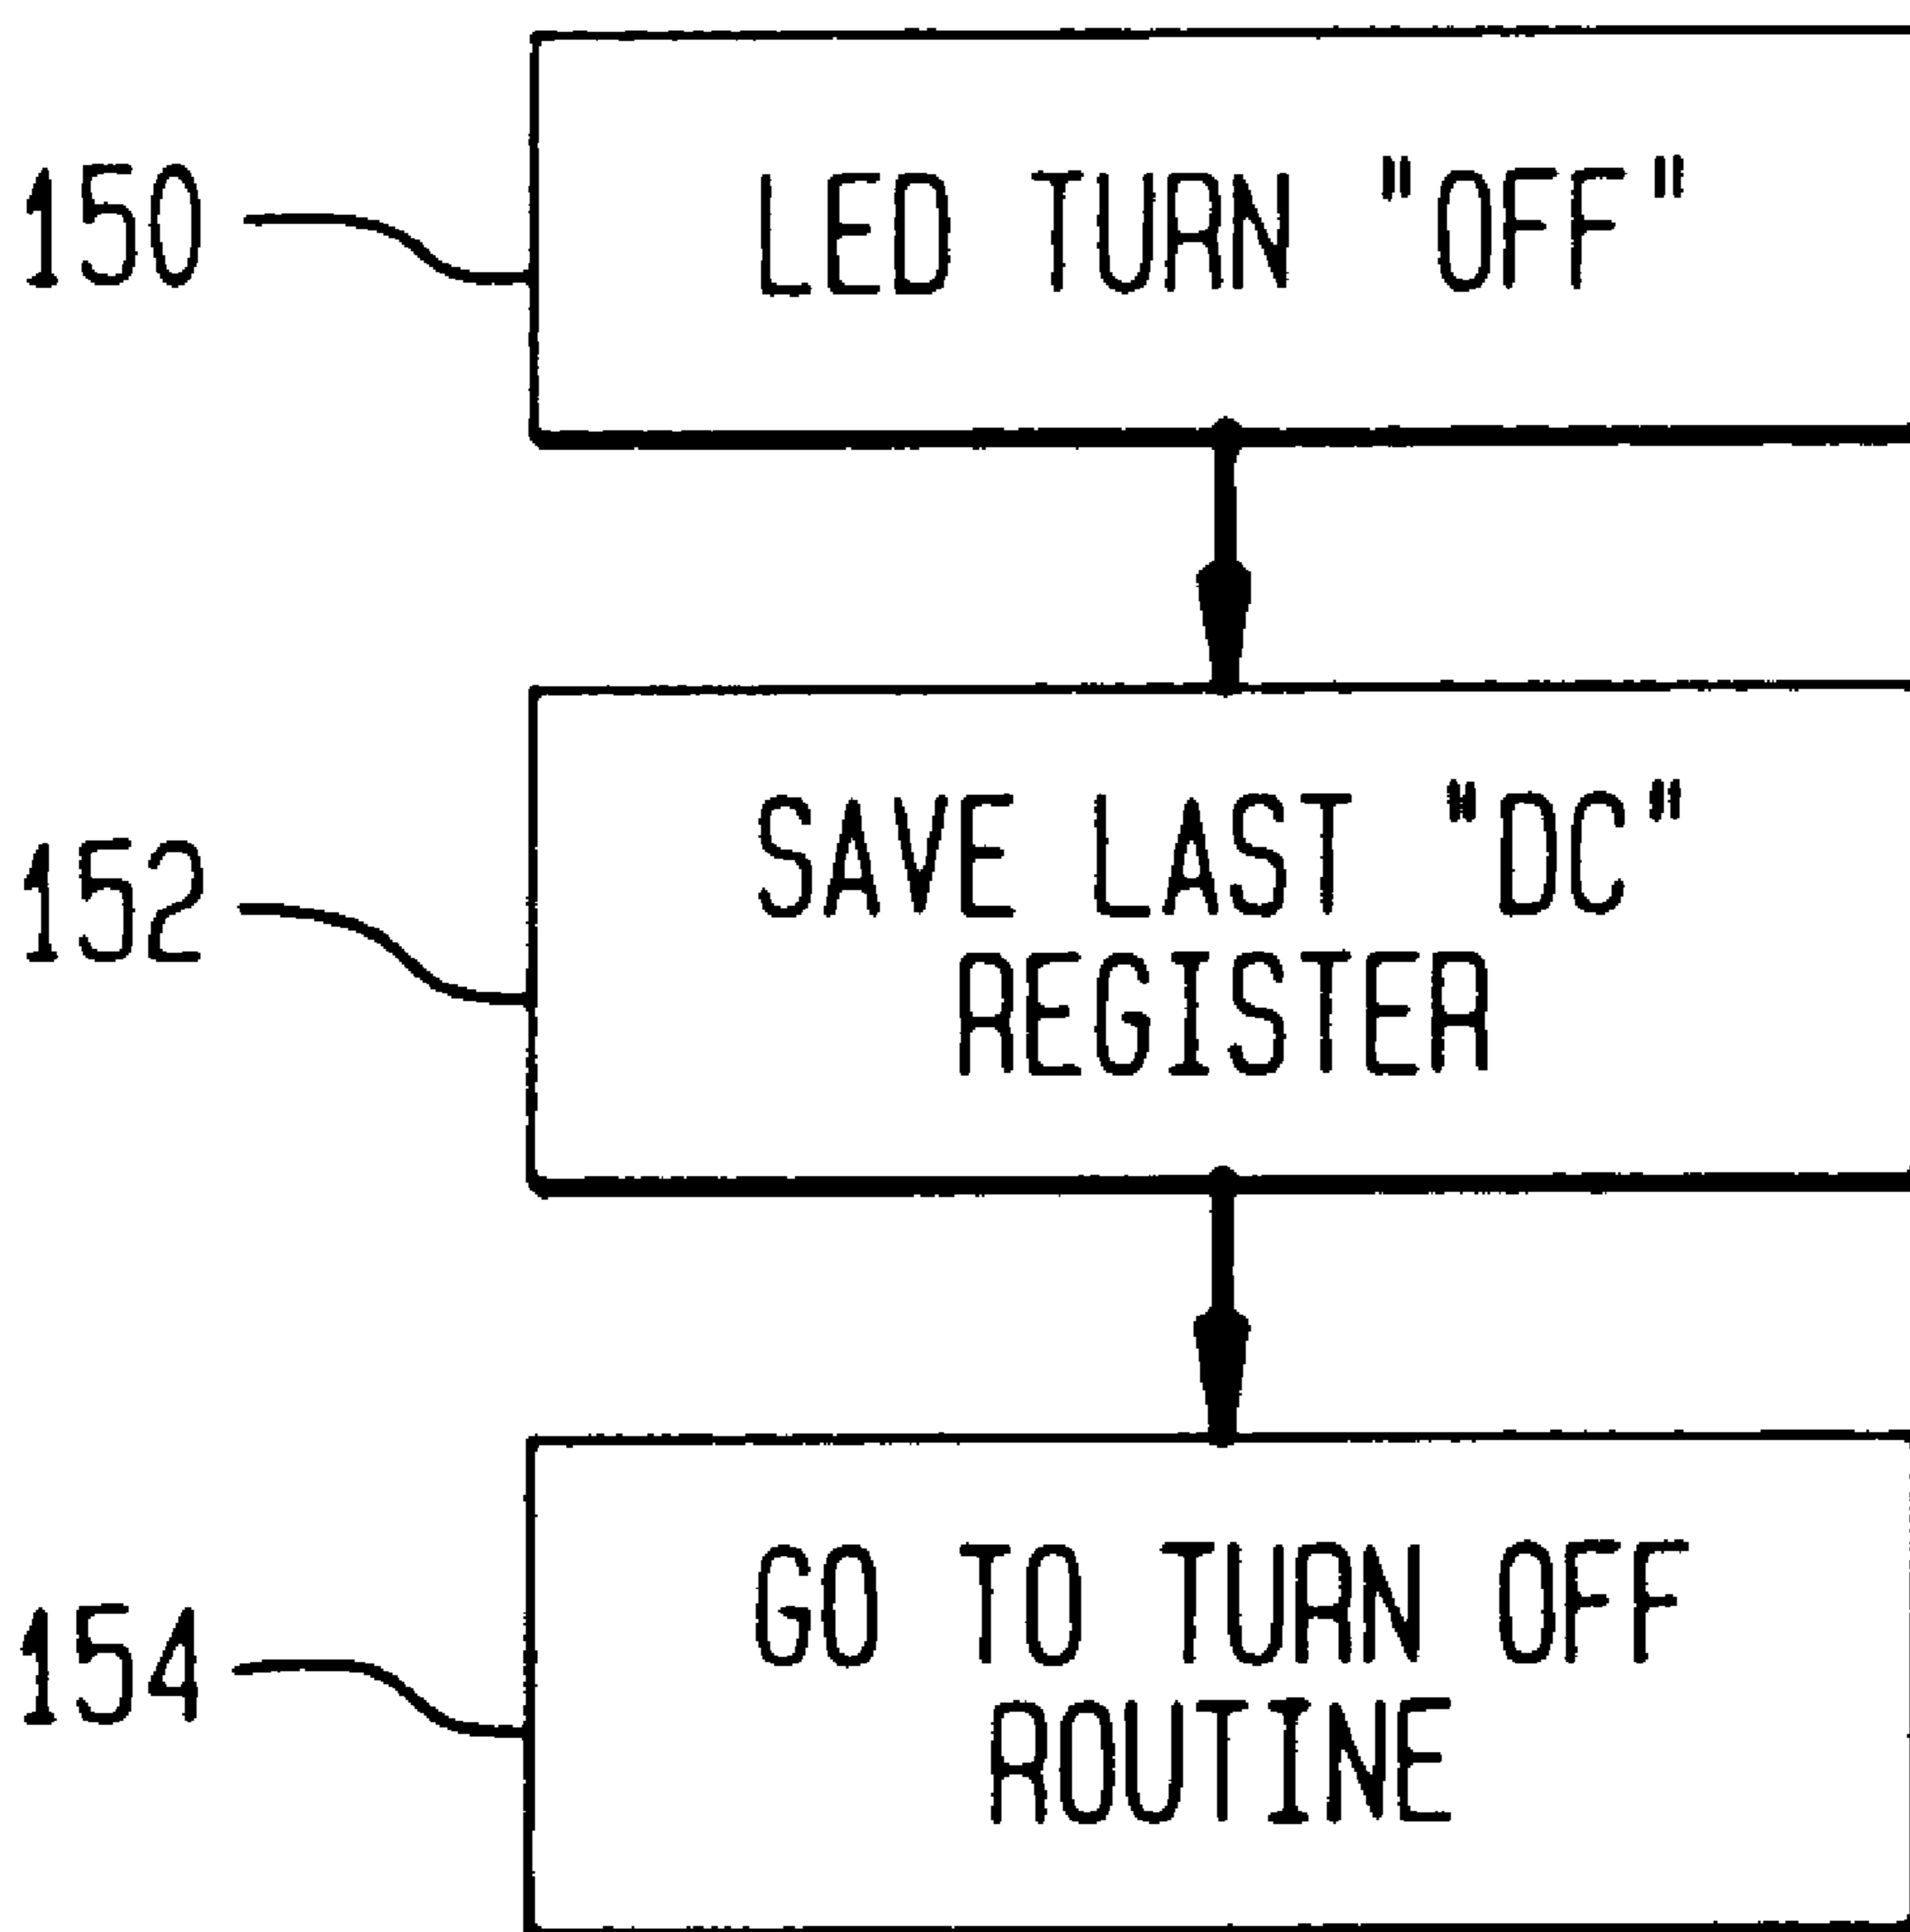 150
LED TURN "OFF"
152
SAVE LAST "DC"
REGISTER
154
GO TO TURN OFF
ROUTINE